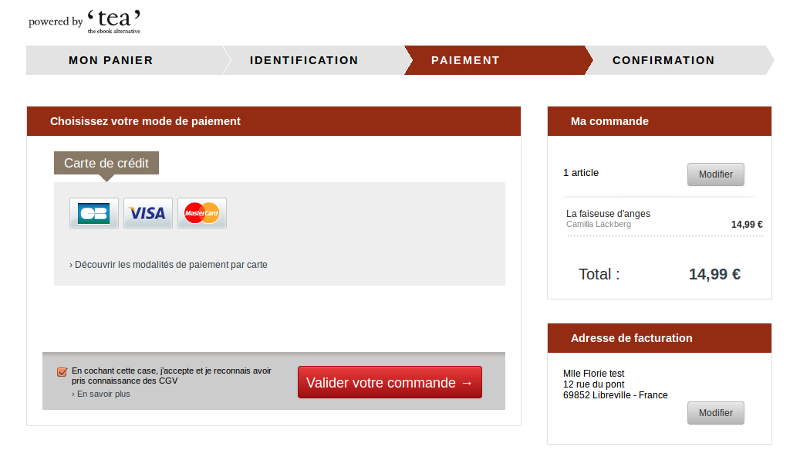 powered by ‘tea’
the ebook alternative
MON PANIER
IDENTIFICATION
PAIEMENT
CONFIRMATION
Choisissez votre mode de paiement
Carte de crédit
CB
VISA
MasterCard
› Découvrir les modalités de paiement par carte
En cochant cette case, j'accepte et je reconnais avoir
pris connaissance des CGV
› En savoir plus
Valider votre commande →
Ma commande
1 article
Modifier
La faiseuse d'anges
Camilla Läckberg
14,99 €
Total :
14,99 €
Adresse de facturation
Mlle Florie test
12 rue du pont
69852 Libreville - France
Modifier